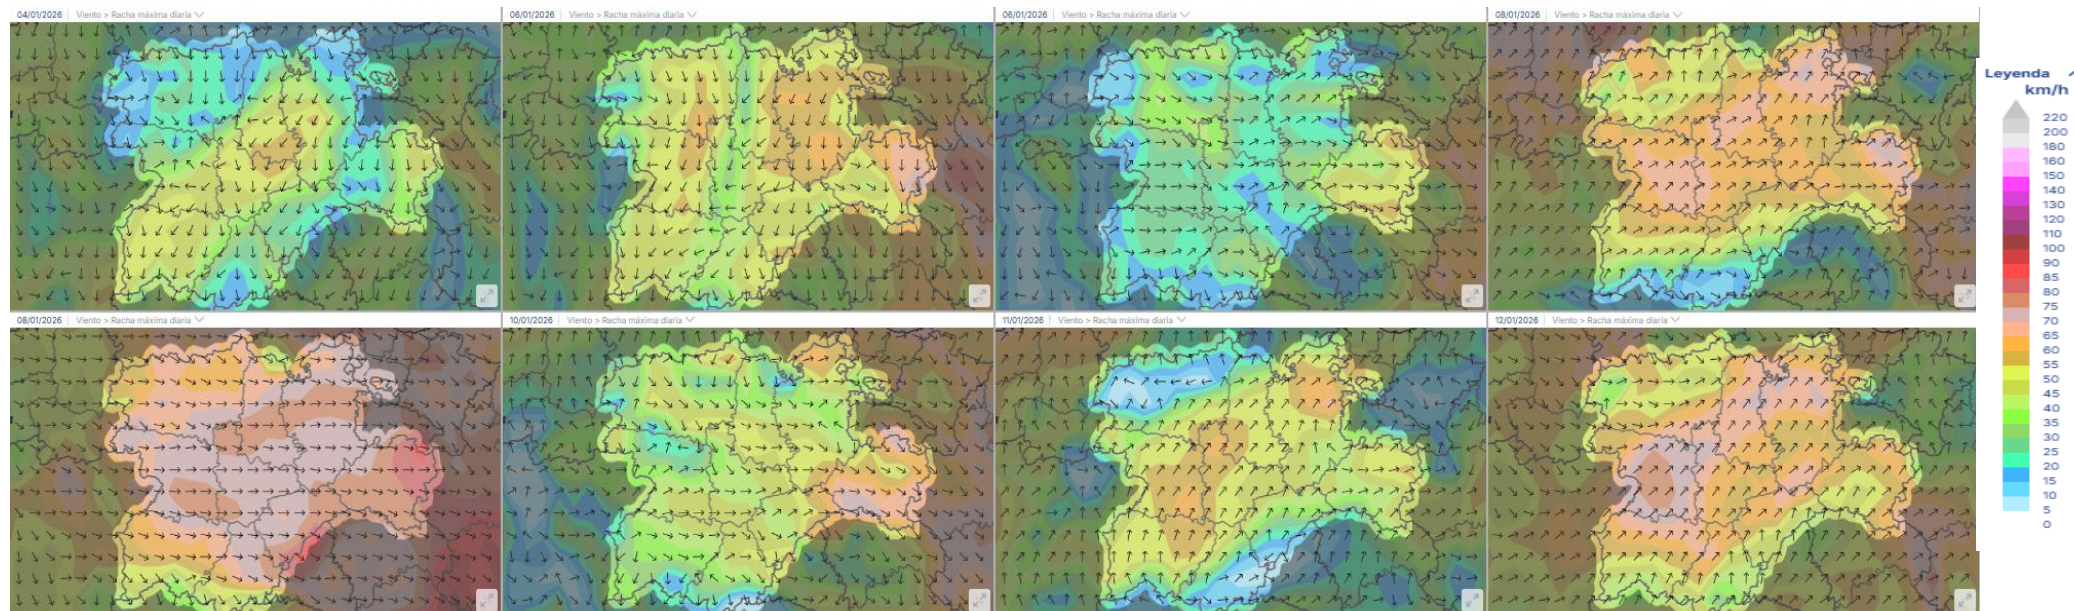 04/01/2026 Viento > Racha máxima diaria
06/01/2026 Viento > Racha máxima diaria
06/01/2026 Viento > Racha máxima diaria
08/01/2026 Viento > Racha máxima diaria
08/01/2026 Viento > Racha máxima diaria
10/01/2026 Viento > Racha máxima diaria
11/01/2026 Viento > Racha máxima diaria
12/01/2026 Viento > Racha máxima diaria
Leyenda
km/h
220
200
180
160
150
140
130
120
110
100
90
85
80
75
70
65
60
55
50
45
40
35
30
25
20
15
10
5
0